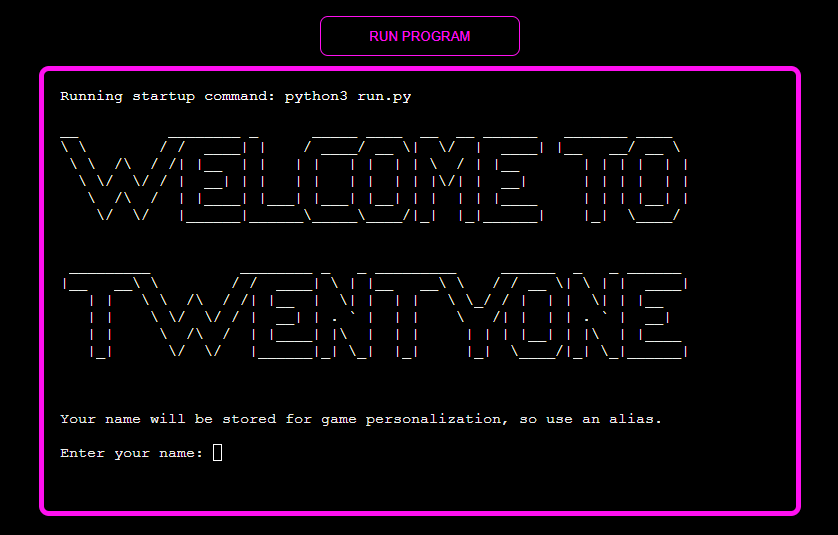 RUN PROGRAM
Running startup command: python3 run.py
WELCOME TO
TWENTYONE
Your name will be stored for game personalization, so use an alias.
Enter your name: